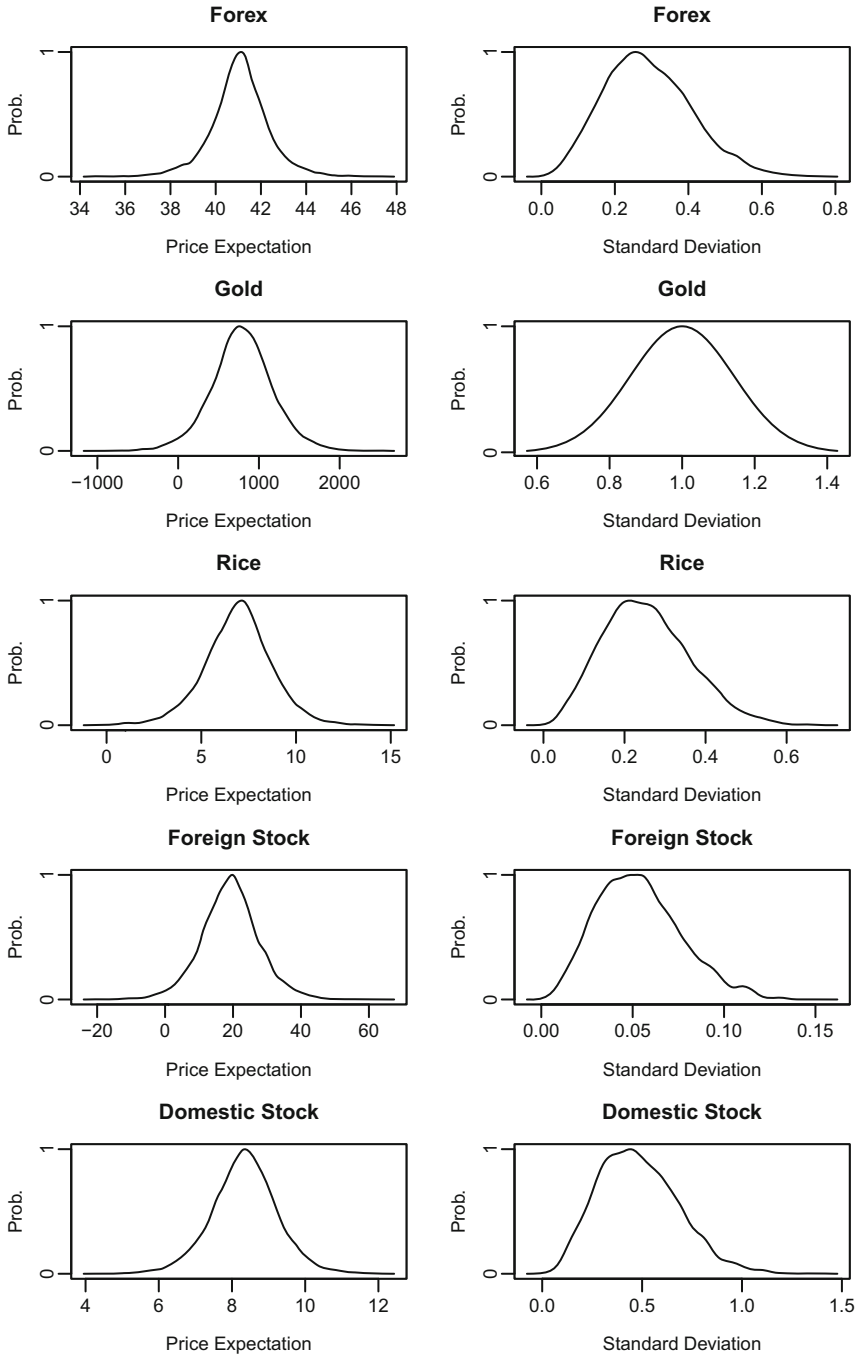 Forex
Forex
Prob.
1
0
34 36 38 40 42 44 46 48
Price Expectation
Prob.
1
0
0.0 0.2 0.4 0.6 0.8
Standard Deviation
Gold
Gold
Prob.
1
0
−1000 0 1000 2000
Price Expectation
Prob.
1
0
0.6 0.8 1.0 1.2 1.4
Standard Deviation
Rice
Rice
Prob.
1
0
0 5 10 15
Price Expectation
Prob.
1
0
0.0 0.2 0.4 0.6
Standard Deviation
Foreign Stock
Foreign Stock
Prob.
1
0
−20 0 20 40 60
Price Expectation
Prob.
1
0
0.00 0.05 0.10 0.15
Standard Deviation
Domestic Stock
Domestic Stock
Prob.
1
0
4 6 8 10 12
Price Expectation
Prob.
1
0
0.0 0.5 1.0 1.5
Standard Deviation